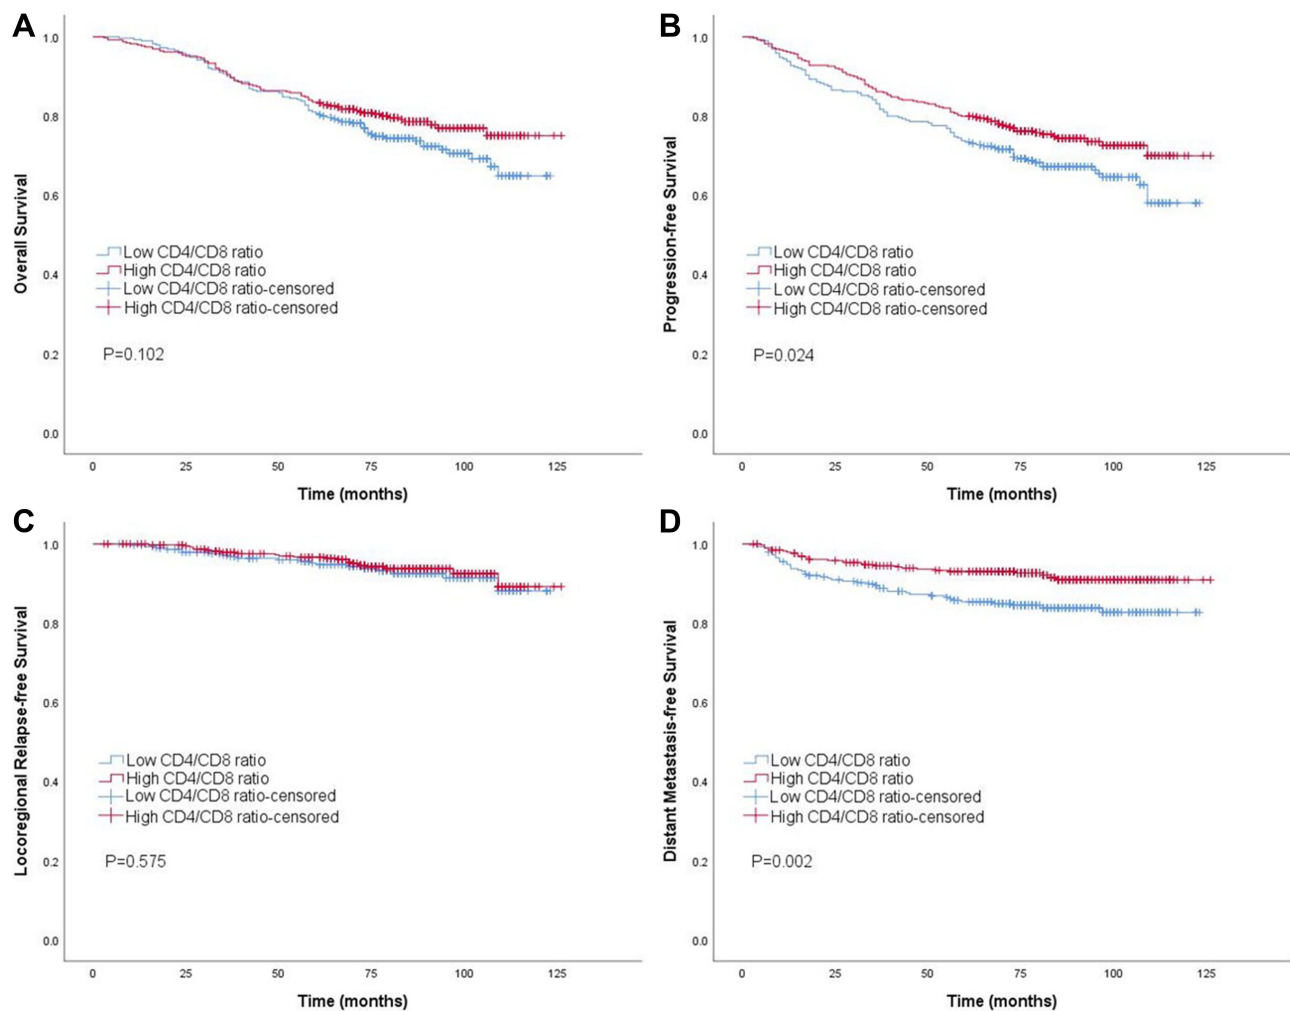 A
Overall Survival
1.0
0.8
0.6
0.4
0.2
0.0
Low CD4/CD8 ratio
High CD4/CD8 ratio
Low CD4/CD8 ratio-censored
High CD4/CD8 ratio-censored
P=0.102
0 25 50 75 100 125
Time (months)
B
Progression-free Survival
1.0
0.8
0.6
0.4
0.2
0.0
Low CD4/CD8 ratio
High CD4/CD8 ratio
Low CD4/CD8 ratio-censored
High CD4/CD8 ratio-censored
P=0.024
0 25 50 75 100 125
Time (months)
C
Locoregional Relapse-free Survival
1.0
0.8
0.6
0.4
0.2
0.0
Low CD4/CD8 ratio
High CD4/CD8 ratio
Low CD4/CD8 ratio-censored
High CD4/CD8 ratio-censored
P=0.575
0 25 50 75 100 125
Time (months)
D
Distant Metastasis-free Survival
1.0
0.8
0.6
0.4
0.2
0.0
Low CD4/CD8 ratio
High CD4/CD8 ratio
Low CD4/CD8 ratio-censored
High CD4/CD8 ratio-censored
P=0.002
0 25 50 75 100 125
Time (months)